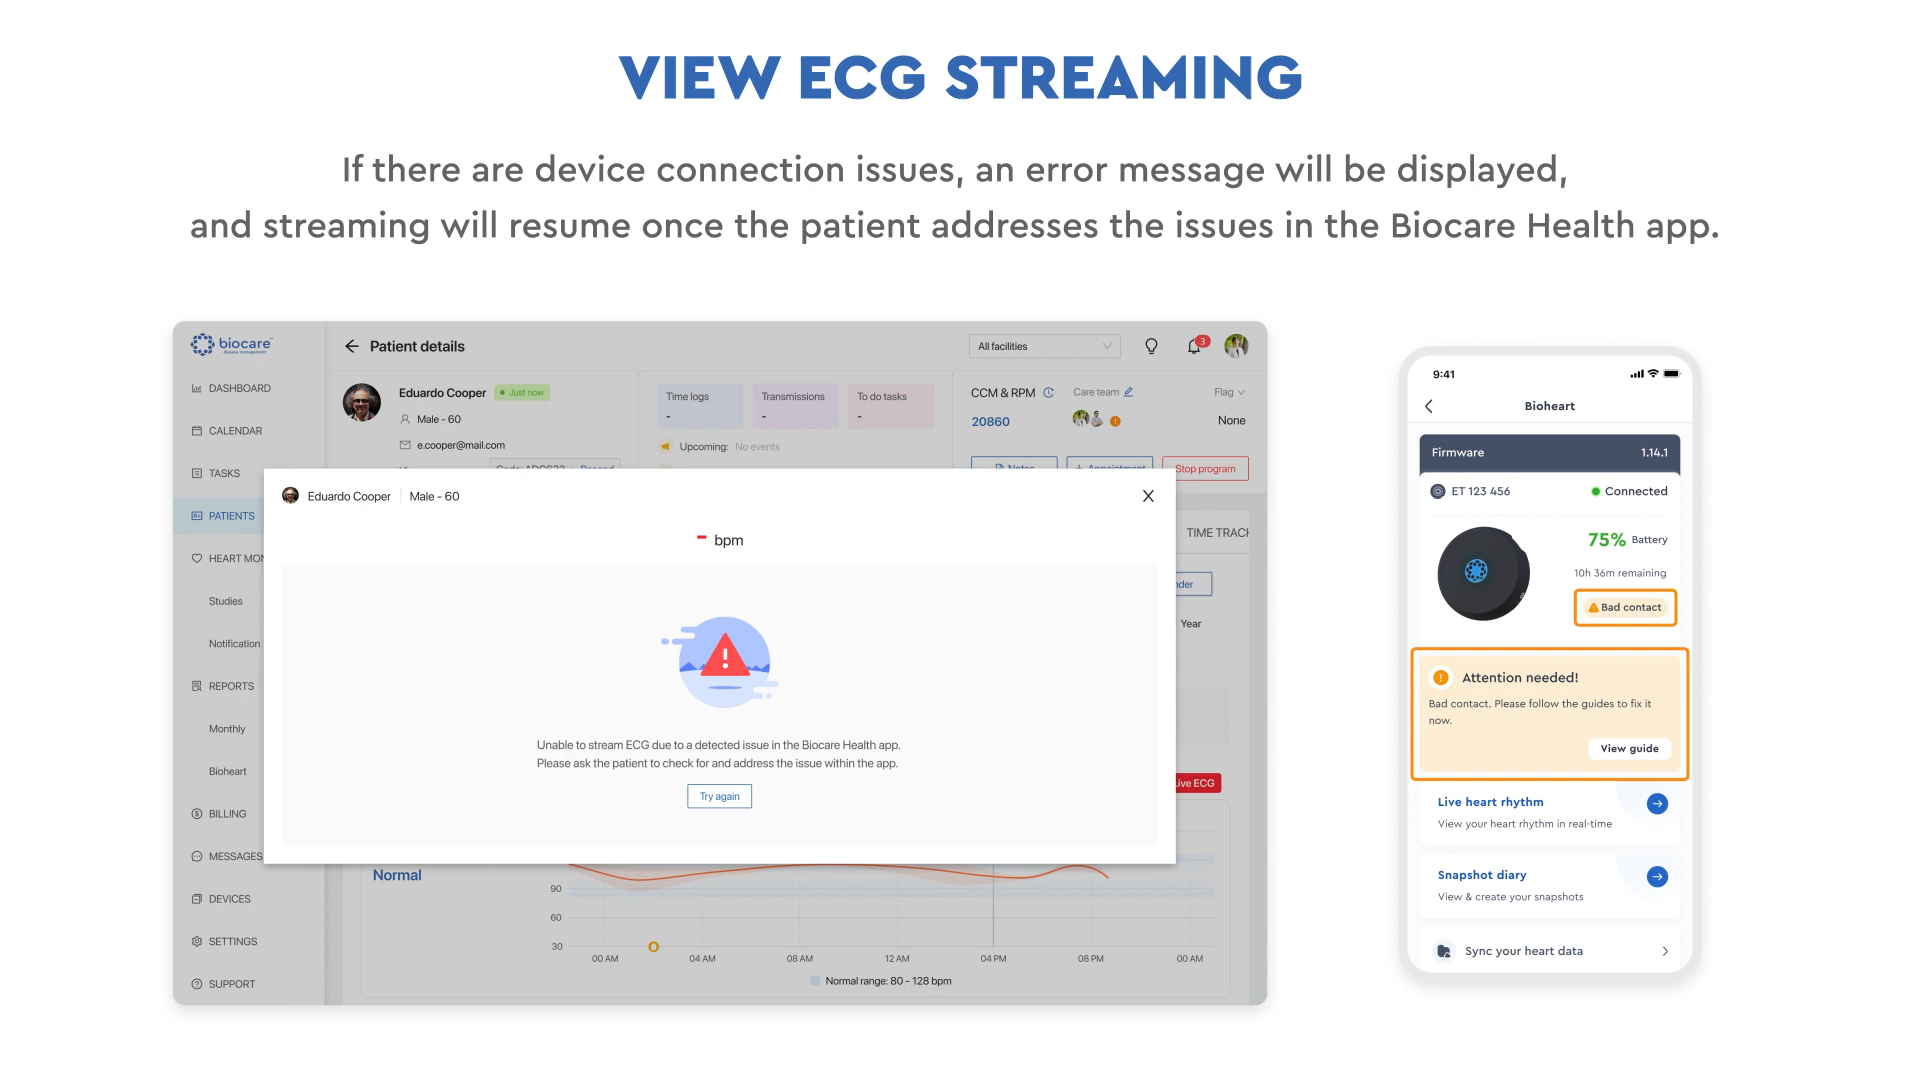 VIEW ECG STREAMING
If there are device connection issues, an error message will be displayed,
and streaming will resume once the patient addresses the issues in the Biocare Health app.
biocare
disease management
DASHBOARD
CALENDAR
TASKS
PATIENTS
HEART MON
Studies
Notification
REPORTS
Monthly
Bioheart
BILLING
MESSAGES
DEVICES
SETTINGS
SUPPORT
Patient details
All facilities
3
Eduardo Cooper
Just now
Male - 60
e.cooper@mail.com
Time logs
-
Transmissions
-
To do tasks
-
Upcoming: No events
CCM & RPM
20860
Care team
Flag
None
Notes
+ Appointment
Stop program
Eduardo Cooper
Male - 60
X
- bpm
Unable to stream ECG due to a detected issue in the Biocare Health app.
Please ask the patient to check for and address the issue within the app.
Try again
TIME TRACK
nder
Year
ive ECG
Normal
90
60
30
00 AM
04 AM
08 AM
12 AM
04 PM
08 PM
00 AM
Normal range: 80 - 128 bpm
9:41
Bioheart
Firmware
1.14.1
ET 123 456
Connected
75% Battery
10h 36m remaining
Bad contact
Attention needed!
Bad contact. Please follow the guides to fix it
now.
View guide
Live heart rhythm
View your heart rhythm in real-time
Snapshot diary
View & create your snapshots
Sync your heart data